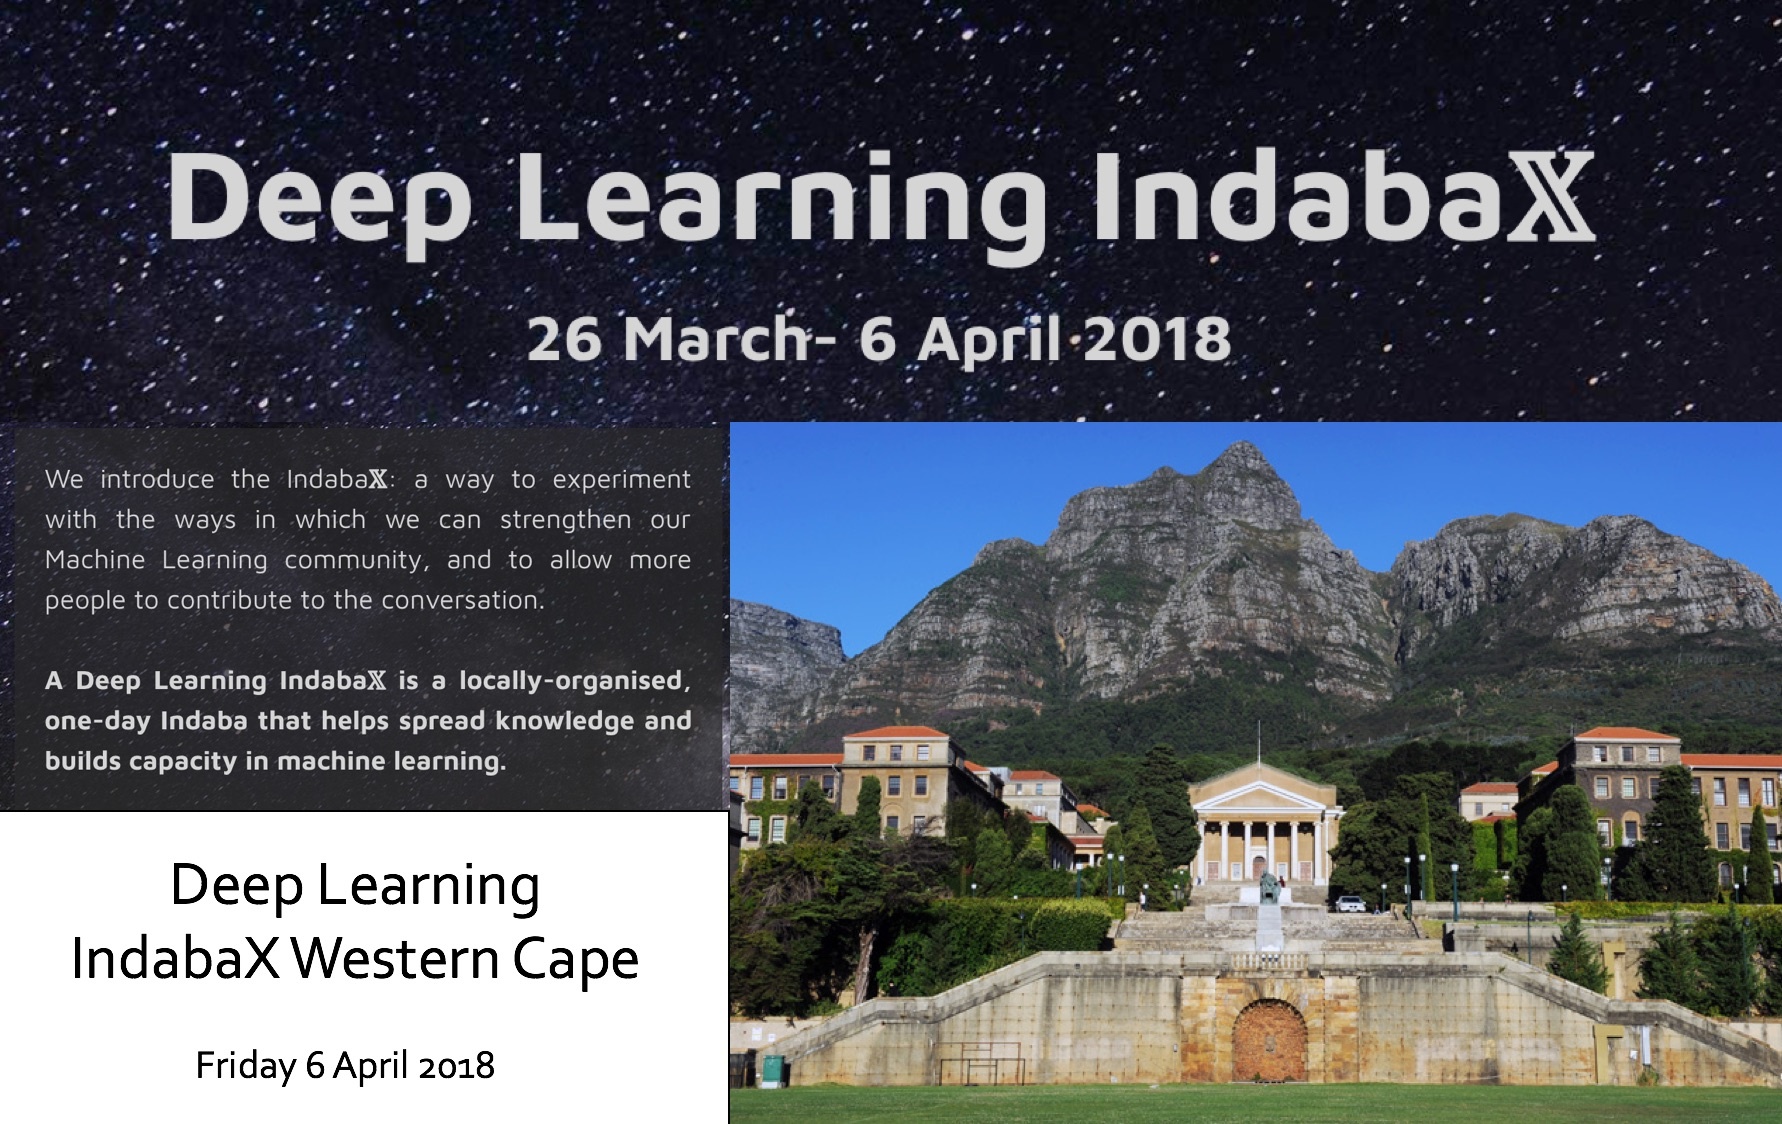 Deep Learning Indaba𝕏
26 March- 6 April 2018
We introduce the Indaba𝕏: a way to experiment
with the ways in which we can strengthen our
Machine Learning community, and to allow more
people to contribute to the conversation.
A Deep Learning Indaba𝕏 is a locally-organised,
one-day Indaba that helps spread knowledge and
builds capacity in machine learning.
Deep Learning
IndabaX Western Cape
Friday 6 April 2018